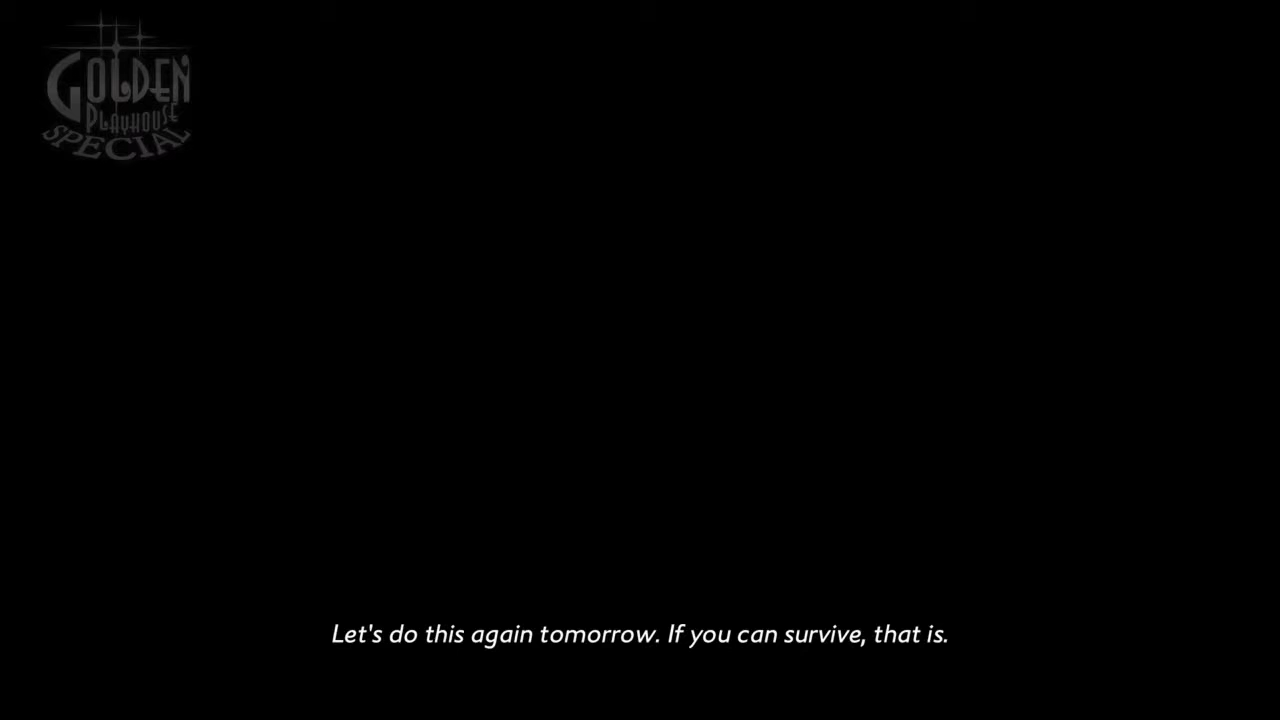 GOLDEN
PLAYHOUSE
SPECIAL
Let's do this again tomorrow. If you can survive, that is.